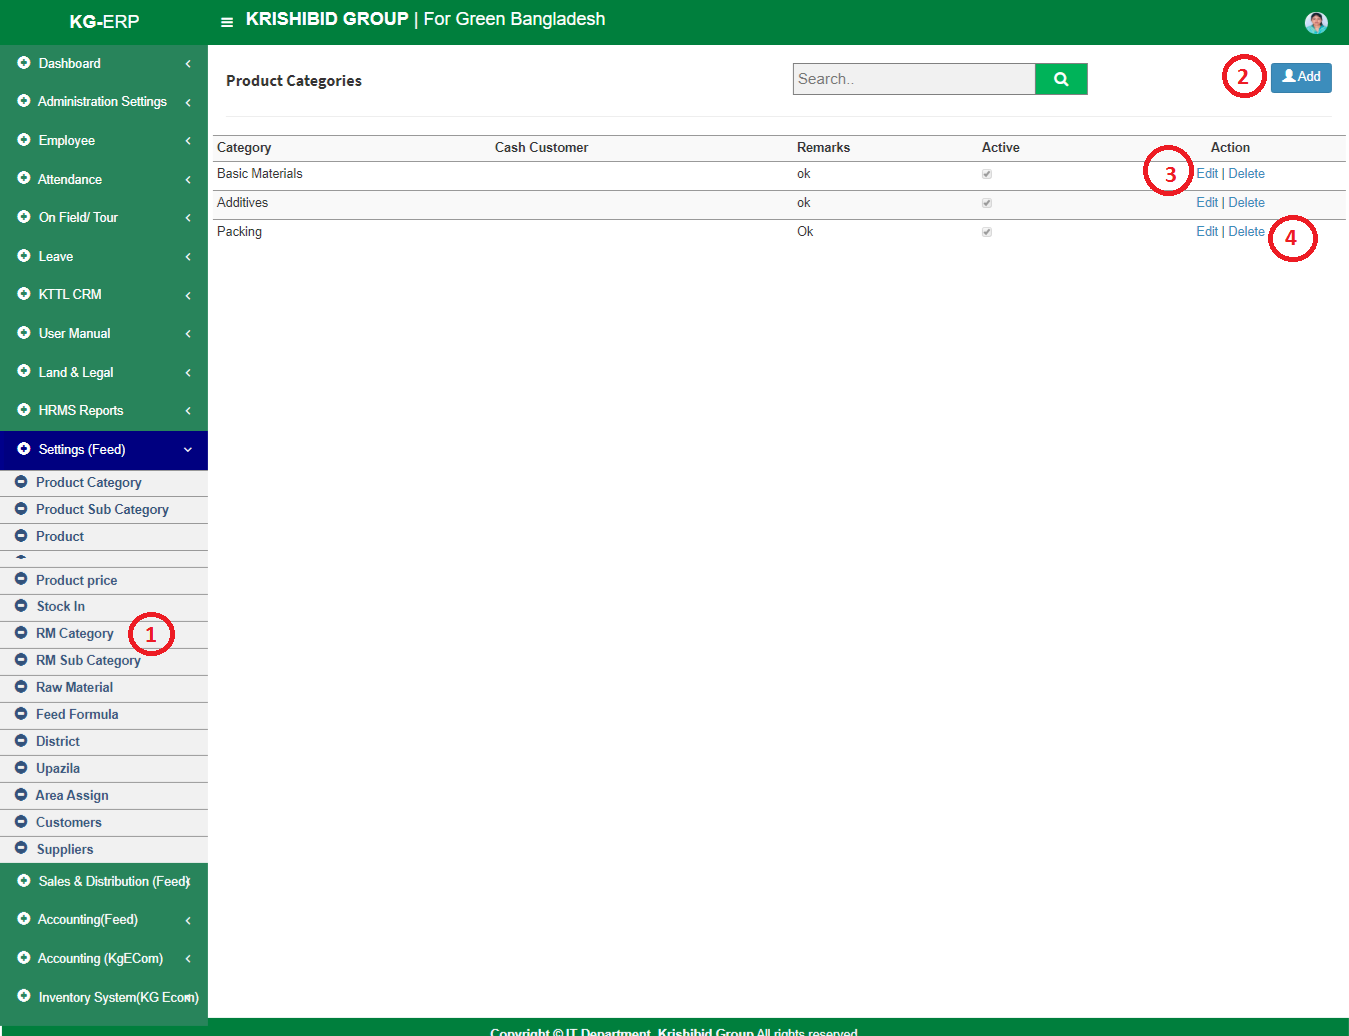 KG-ERP
KRISHIBID GROUP | For Green Bangladesh
Dashboard
Administration Settings
Employee
Attendance
On Field/ Tour
Leave
KTTL CRM
User Manual
Land & Legal
HRMS Reports
Settings (Feed)
Product Category
Product Sub Category
Product
Product price
Stock In
RM Category 1
RM Sub Category
Raw Material
Feed Formula
District
Upazila
Area Assign
Customers
Suppliers
Sales & Distribution (Feed)
Accounting(Feed)
Accounting (KgECom)
Inventory System(KG Ecom)
Product Categories
Search..
2 Add
Category Cash Customer Remarks Active Action
Basic Materials ok 3 Edit | Delete
Additives ok Edit | Delete
Packing Ok Edit | Delete 4
Copyright © IT Department, Krishibid Group All rights reserved